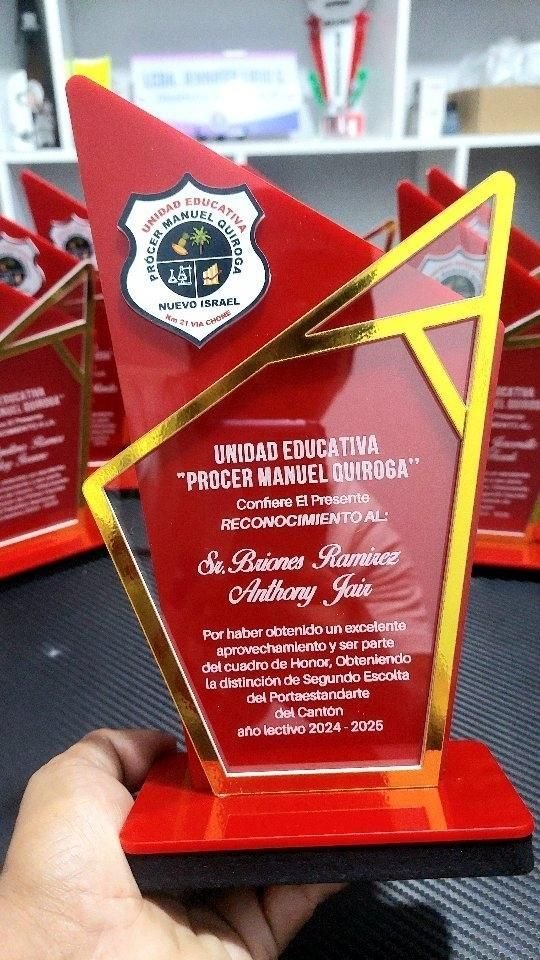 UNIDAD EDUCATIVA
PRÓCER MANUEL QUIROGA
NUEVO ISRAEL
Km 21 VIA CHONE
UNIDAD EDUCATIVA
"PROCER MANUEL QUIROGA"
Confiere El Presente
RECONOCIMIENTO AL:
Sr. Briones Ramirez
Anthony Jair
Por haber obtenido un excelente
aprovechamiento y ser parte
del cuadro de Honor, Obteniendo
la distinción de Segundo Escolta
del Portaestandarte
del Cantón
año lectivo 2024 - 2025